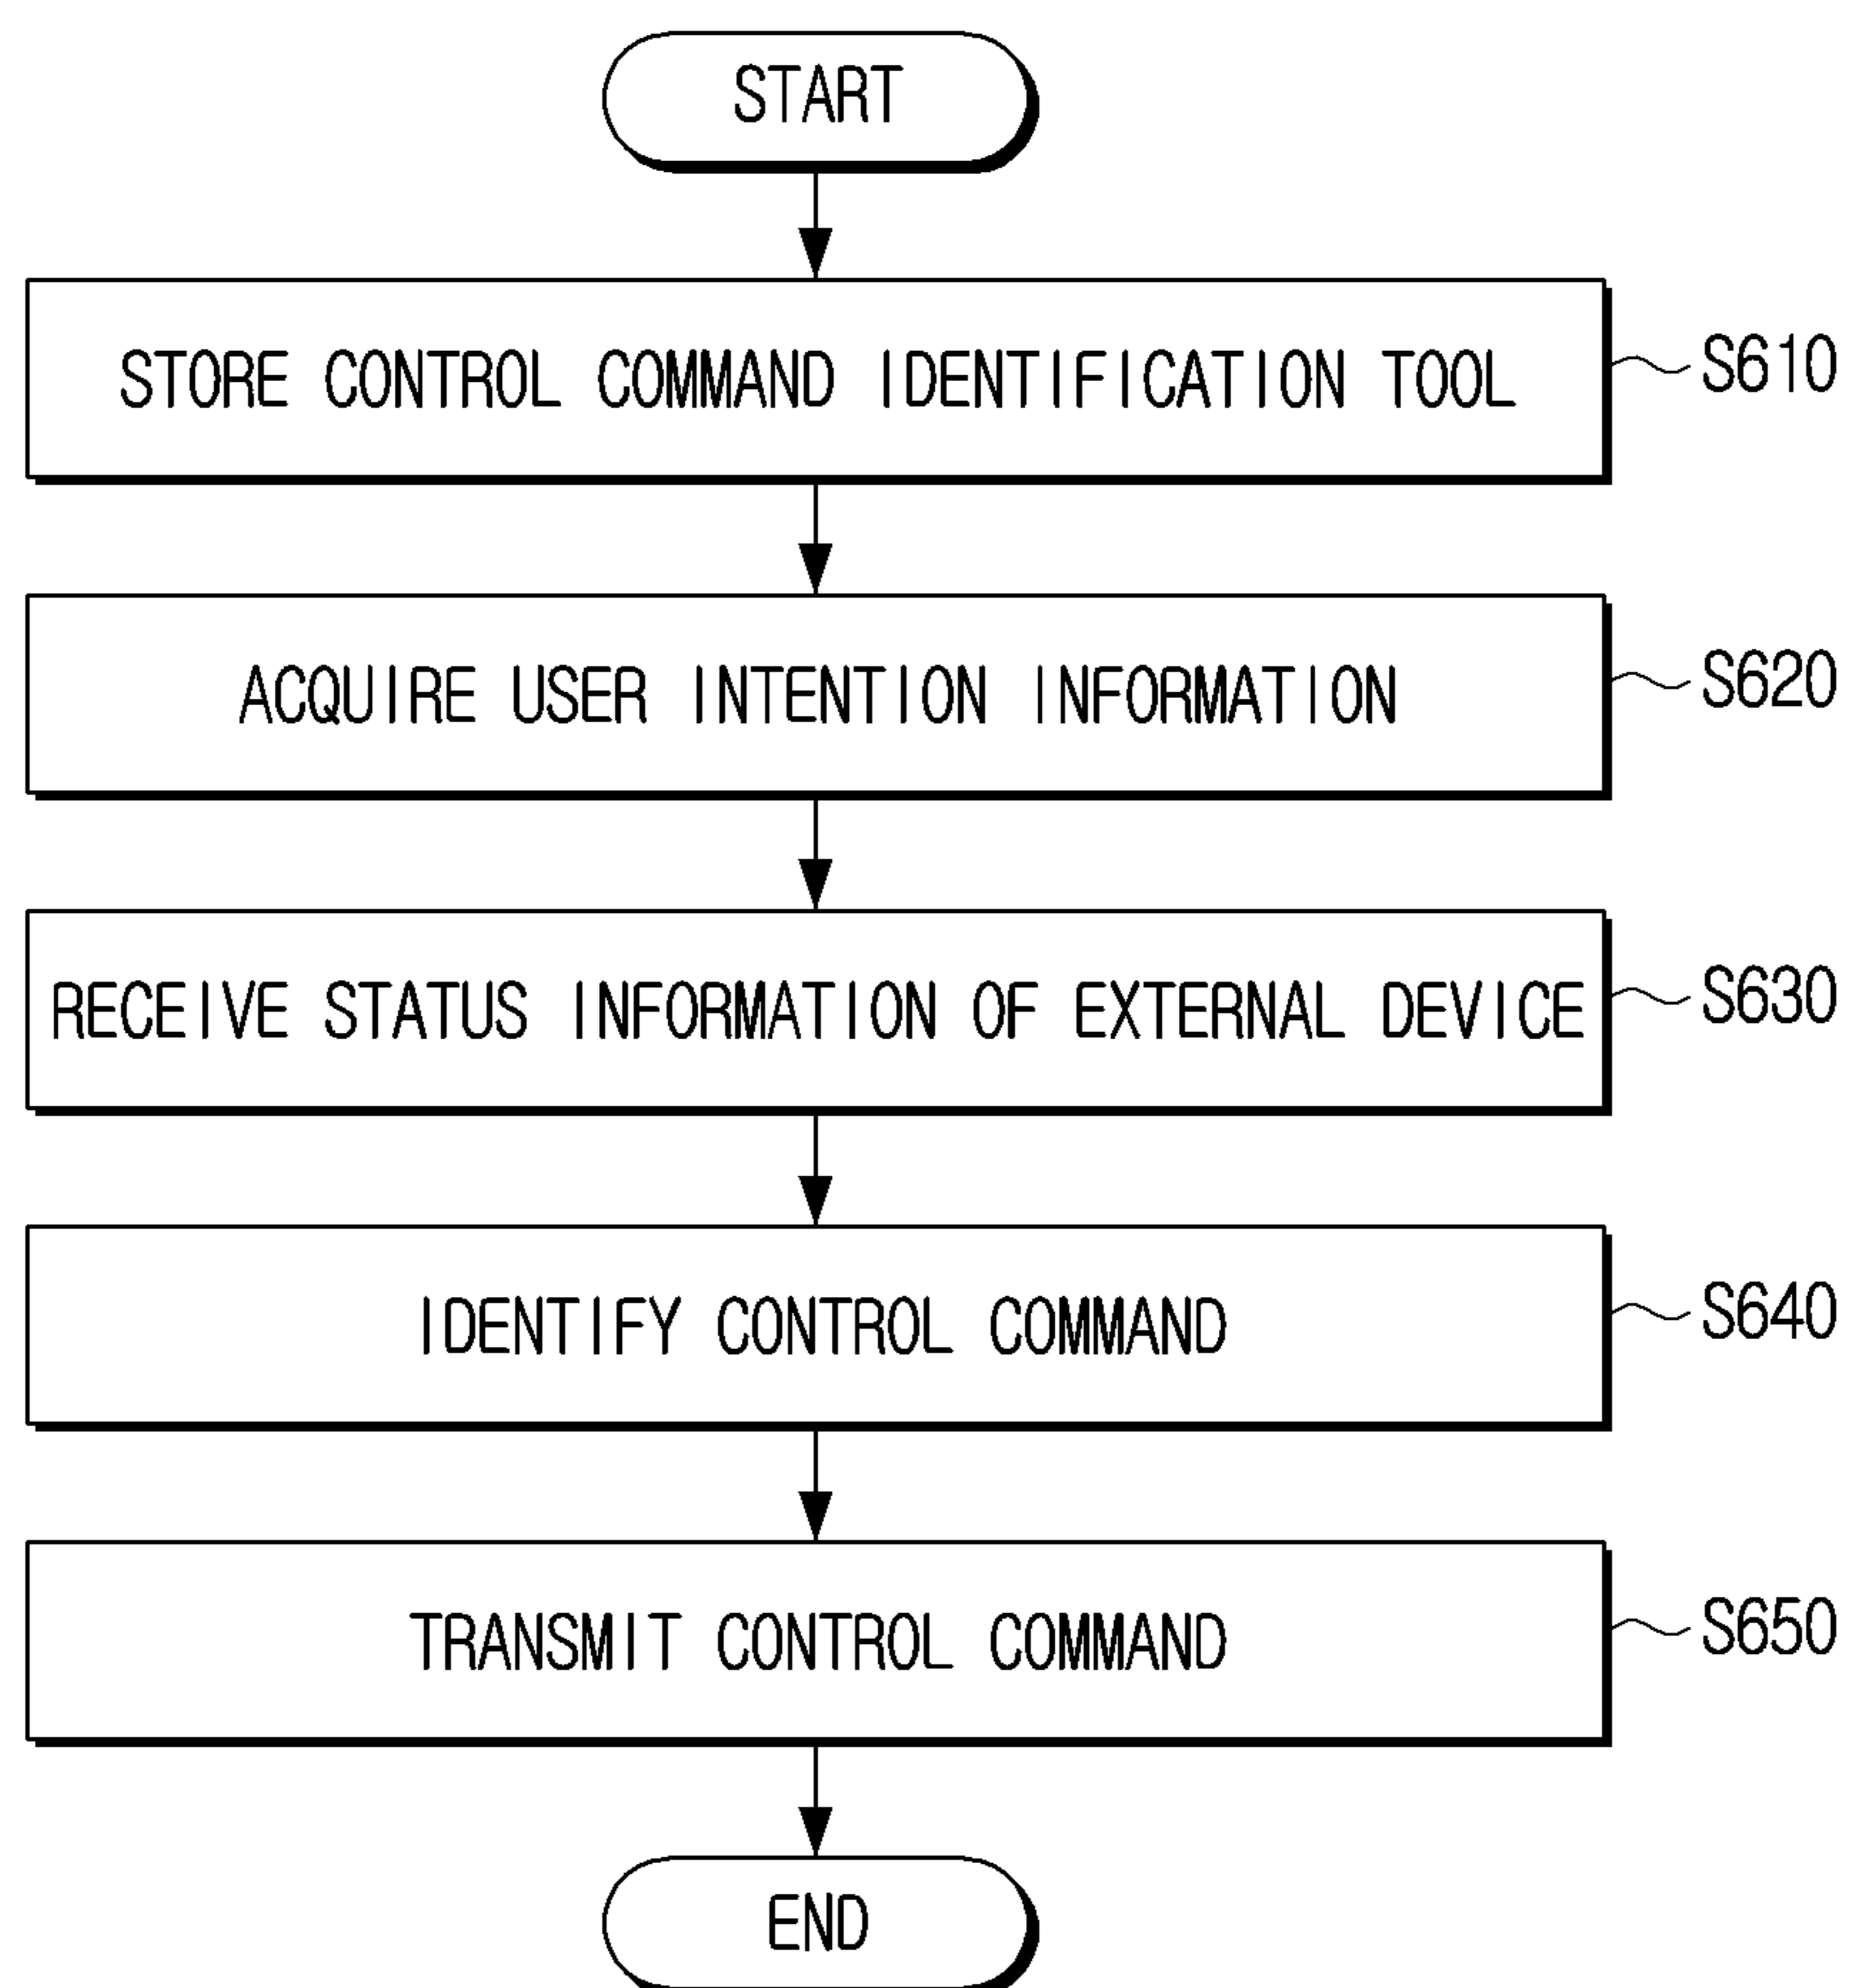 START
STORE CONTROL COMMAND IDENTIFICATION TOOL
S610
ACQUIRE USER INTENTION INFORMATION
S620
RECEIVE STATUS INFORMATION OF EXTERNAL DEVICE
S630
IDENTIFY CONTROL COMMAND
S640
TRANSMIT CONTROL COMMAND
S650
END